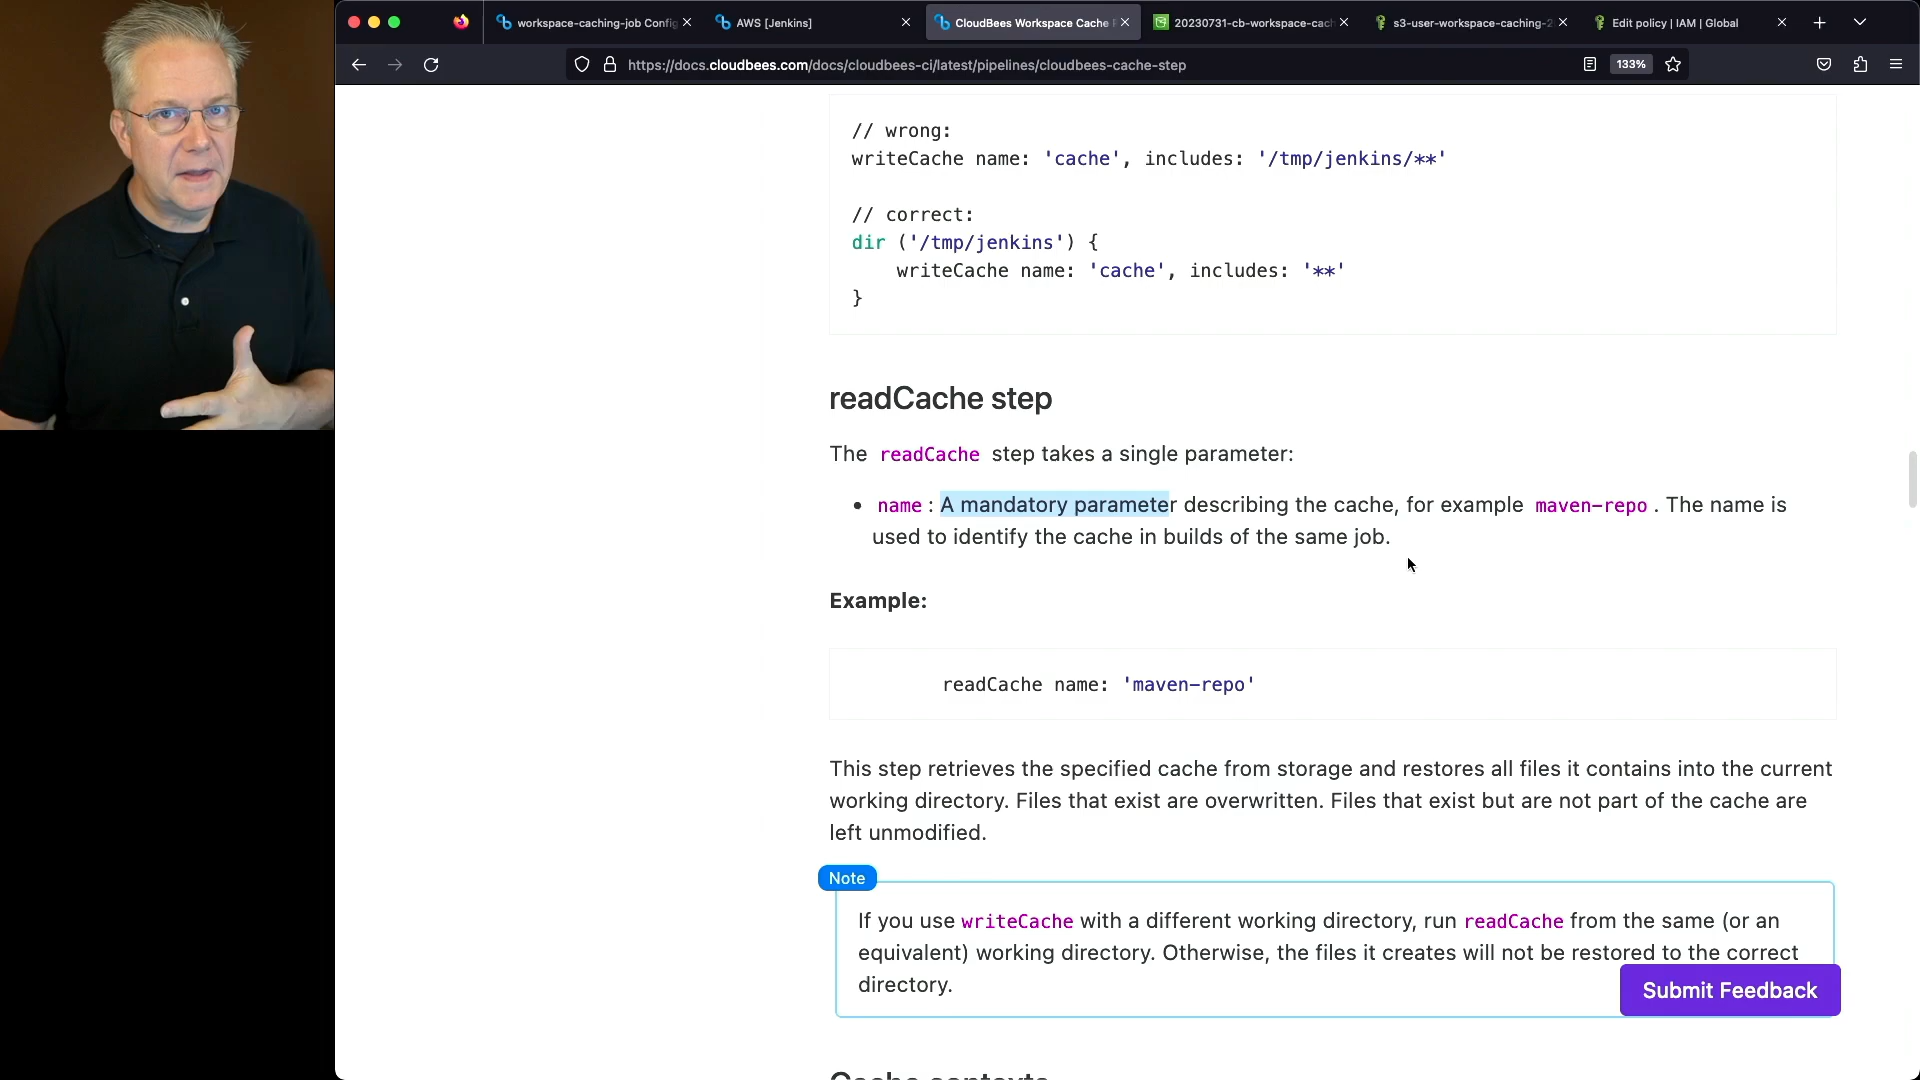 workspace-caching-job Config
AWS [Jenkins]
CloudBees Workspace Cache
20230731-cb-workspace-cach
s3-user-workspace-caching-2
Edit policy | IAM | Global
https://docs.cloudbees.com/docs/cloudbees-ci/latest/pipelines/cloudbees-cache-step
133%
// wrong:
writeCache name: 'cache', includes: '/tmp/jenkins/**'
// correct:
dir ('/tmp/jenkins') {
writeCache name: 'cache', includes: '**'
}
readCache step
The readCache step takes a single parameter:
• name : A mandatory parameter describing the cache, for example maven-repo . The name is
used to identify the cache in builds of the same job.
Example:
readCache name: 'maven-repo'
This step retrieves the specified cache from storage and restores all files it contains into the current
working directory. Files that exist are overwritten. Files that exist but are not part of the cache are
left unmodified.
Note
If you use writeCache with a different working directory, run readCache from the same (or an
equivalent) working directory. Otherwise, the files it creates will not be restored to the correct
directory.
Submit Feedback
Cache contexts